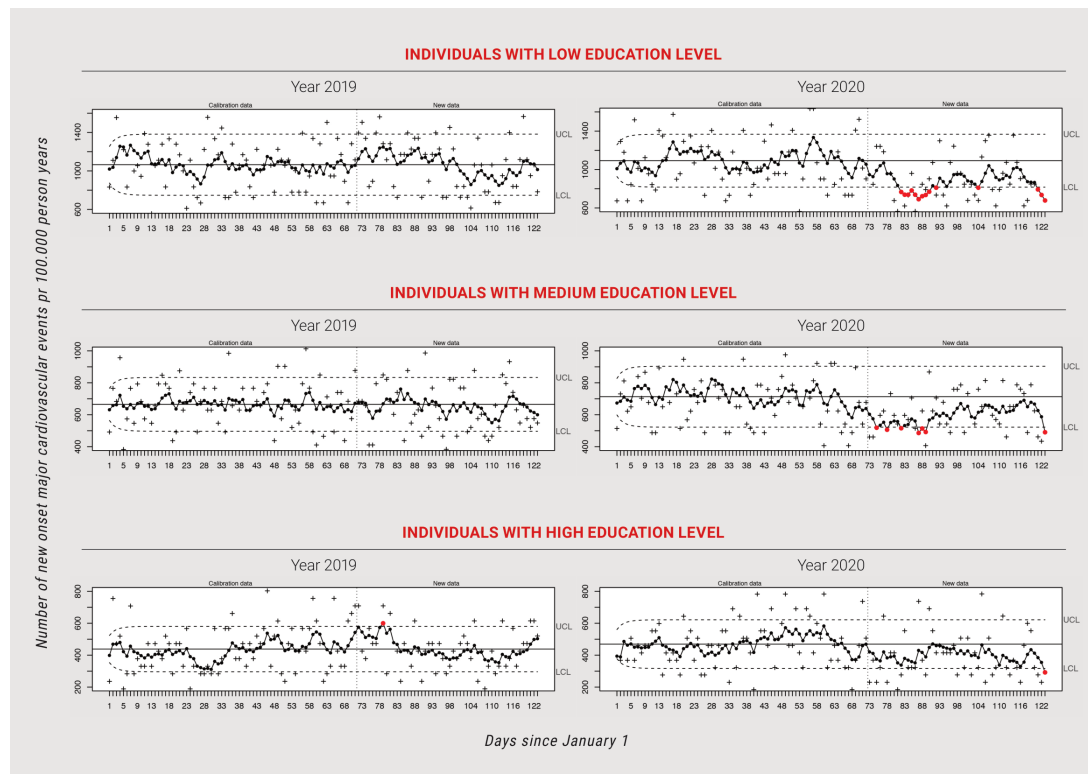 INDIVIDUALS WITH LOW EDUCATION LEVEL
Year 2019
Year 2020
Calibration data
New data
Calibration data
New data
1400
1000
600
UCL
LCL
1 5 9 13 18 23 28 33 38 43 48 53 58 63 68 73 78 83 88 93 98 104 110 116 122
1400
1000
800
600
UCL
LCL
1 5 9 13 18 23 28 33 38 43 48 53 58 63 68 73 78 83 88 93 98 104 110 116 122
Number of new onset major cardiovascular events pr 100.000 person years
INDIVIDUALS WITH MEDIUM EDUCATION LEVEL
Year 2019
Year 2020
Calibration data
New data
Calibration data
New data
1000
800
600
400
UCL
LCL
1 5 9 13 18 23 28 33 38 43 48 53 58 63 68 73 78 83 88 93 98 104 110 116 122
1000
800
600
400
UCL
LCL
1 5 9 13 18 23 28 33 38 43 48 53 58 63 68 73 78 83 88 93 98 104 110 116 122
INDIVIDUALS WITH HIGH EDUCATION LEVEL
Year 2019
Year 2020
Calibration data
New data
Calibration data
New data
800
600
400
200
UCL
LCL
1 5 9 13 18 23 28 33 38 43 48 53 58 63 68 73 78 83 88 93 98 104 110 116 122
800
600
400
200
UCL
LCL
1 5 9 13 18 23 28 33 38 43 48 53 58 63 68 73 78 83 88 93 98 104 110 116 122
Days since January 1